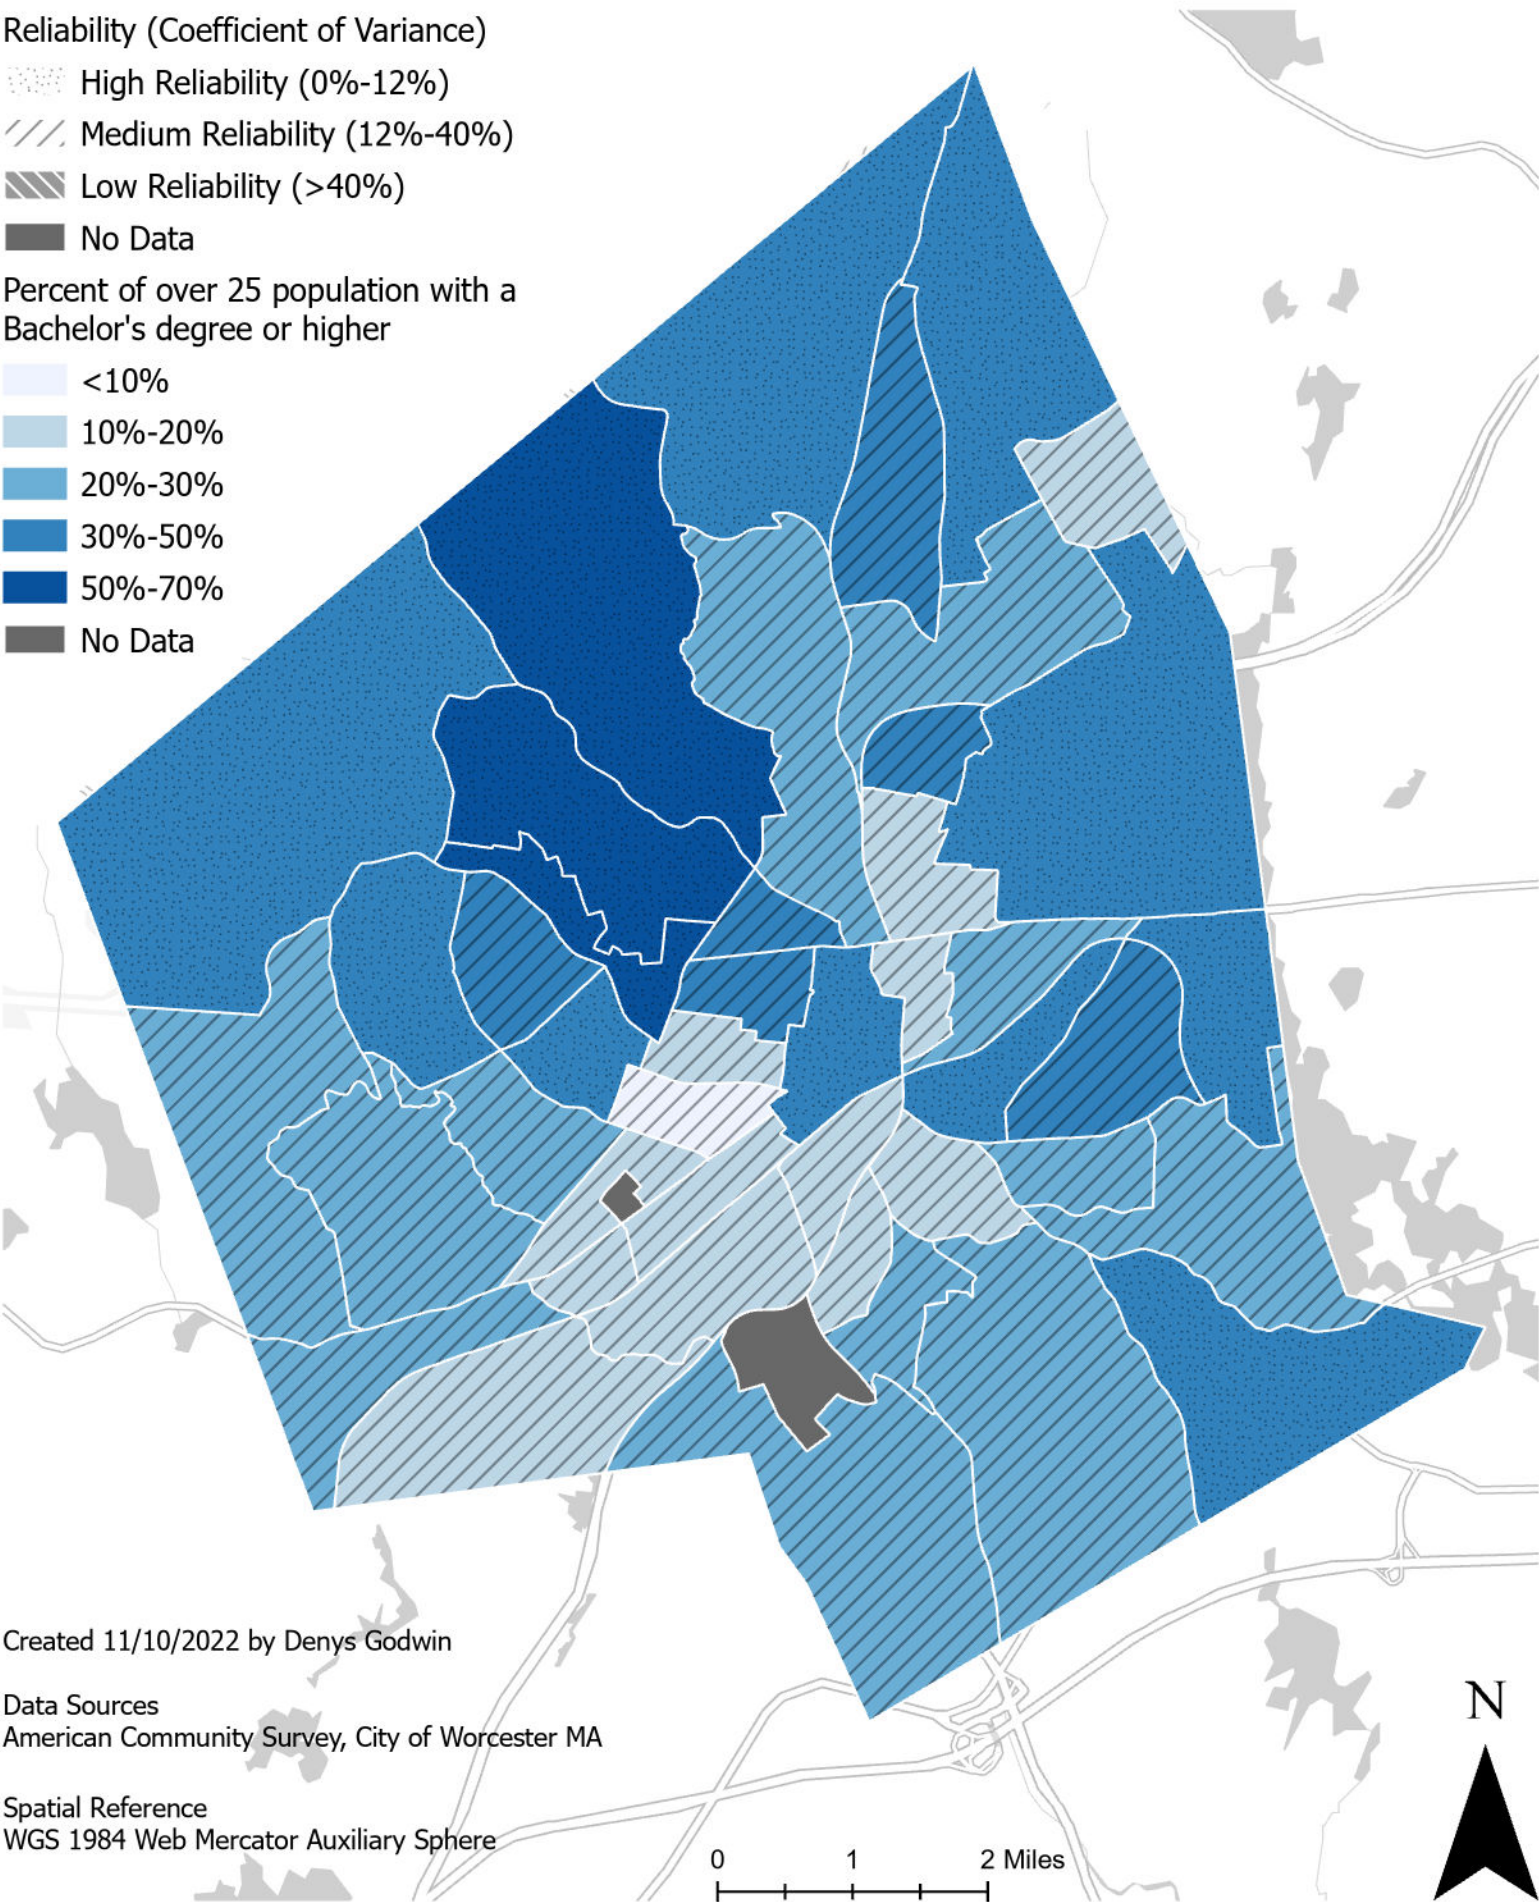 Reliability (Coefficient of Variance)
High Reliability (0%-12%)
Medium Reliability (12%-40%)
Low Reliability (>40%)
No Data
Percent of over 25 population with a
Bachelor's degree or higher
<10%
10%-20%
20%-30%
30%-50%
50%-70%
No Data
Created 11/10/2022 by Denys Godwin
Data Sources
American Community Survey, City of Worcester MA
Spatial Reference
WGS 1984 Web Mercator Auxiliary Sphere
0 1 2 Miles
N